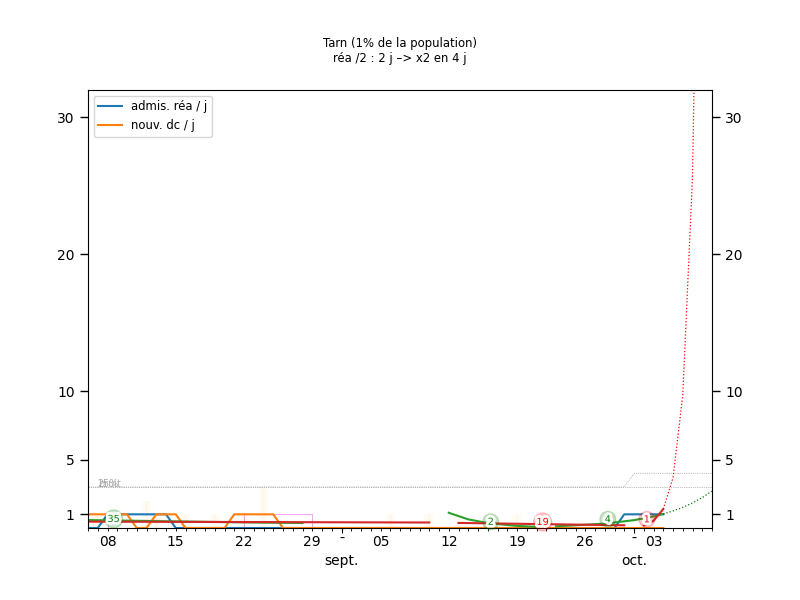 Tarn (1% de la population)
réa /2 : 2 j –> x2 en 4 j
admis. réa / j
nouv. dc / j
30 30
20 20
10 10
5 5
1 1
35 2 19 4 1
08 15 22 29 - 05 12 19 26 - 03
sept. oct.